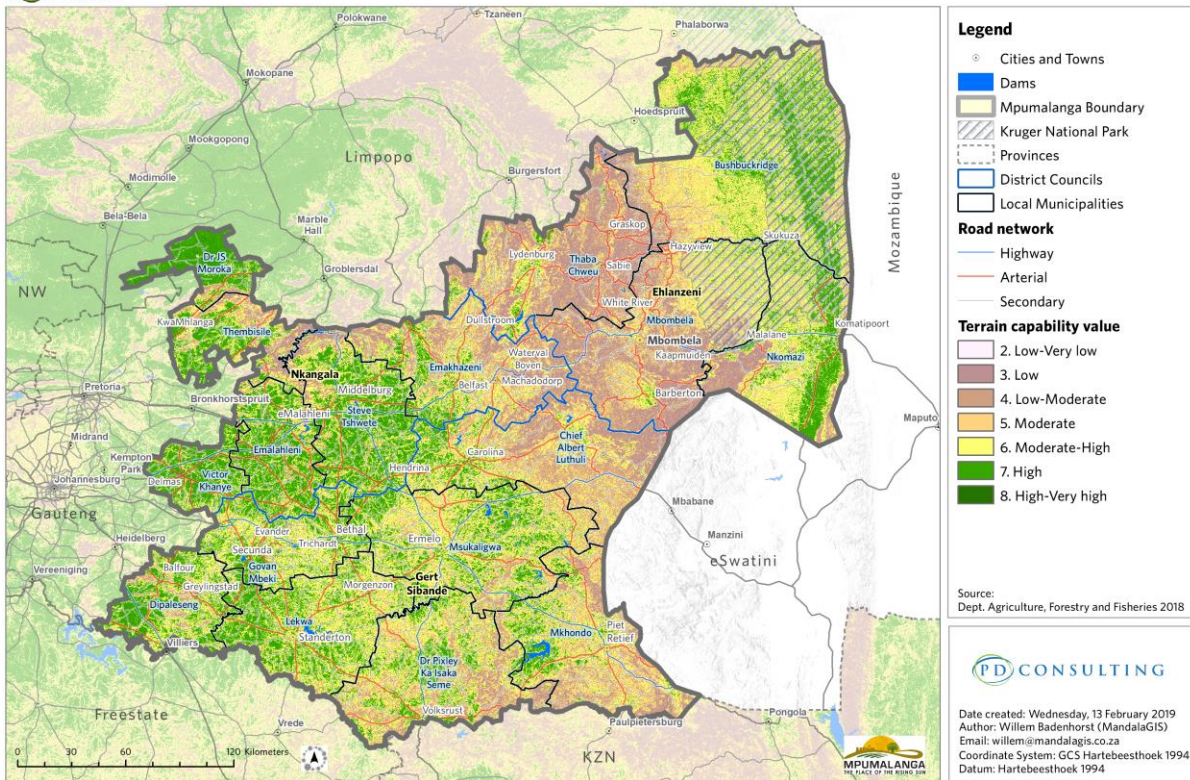 Polokwane
Tzaneen
Phalaborwa
Mokopane
Hoedspruit
Mookgopong
Limpopo
Modimolle
Burgersfort
Bushbuckridge
Bela-Bela
Marble
Hall
Mozambique
Graskop
Skukuza
Dr JS
Moroka
Lydenburg
Hazyview
Thaba
Chweu
Sabie
Groblersdal
NW
Ehlanzeni
White River
KwaMhlanga
Thembisile
Dullstroom
Mbombela
Mbombela
Malalane
Komatipoort
Waterval
Boven
Kaapmuiden
Nkomazi
Nkangala
Emakhazeni
Machadodorp
Belfast
Pretoria
Middelburg
Barberton
Bronkhorstspruit
eMalahleni
Steve
Tshwete
Maputo
Midrand
Chief
Albert
Luthuli
Emalahleni
Carolina
Kempton
Park
Hendrina
Delmas
Victor
Khanye
Johannesburg
Mbabane
Gauteng
Evander
Bethal
Ermelo
Manzini
Heidelberg
Trichardt
Msukaligwa
Secunda
eSwatini
Vereeniging
Balfour
Govan
Mbeki
Gert
Sibande
Greylingstad
Morgenzon
Dipaleseng
Lekwa
Standerton
Piet
Retief
Mkhondo
Villiers
Dr Pixley
Ka Isaka
Seme
Volksrust
Freestate
Vrede
Paulpietersburg
Pongola
KZN
0 30 60 120 Kilometers
MPUMALANGA
THE PLACE OF THE RISING SUN
Legend
Cities and Towns
Dams
Mpumalanga Boundary
Kruger National Park
Provinces
District Councils
Local Municipalities
Road network
Highway
Arterial
Secondary
Terrain capability value
2. Low-Very low
3. Low
4. Low-Moderate
5. Moderate
6. Moderate-High
7. High
8. High-Very high
Source:
Dept. Agriculture, Forestry and Fisheries 2018
PD CONSULTING
Date created: Wednesday, 13 February 2019
Author: Willem Badenhorst (MandalaGIS)
Email: willem@mandalagis.co.za
Coordinate System: GCS Hartebeesthoek 1994
Datum: Hartebeesthoek 1994